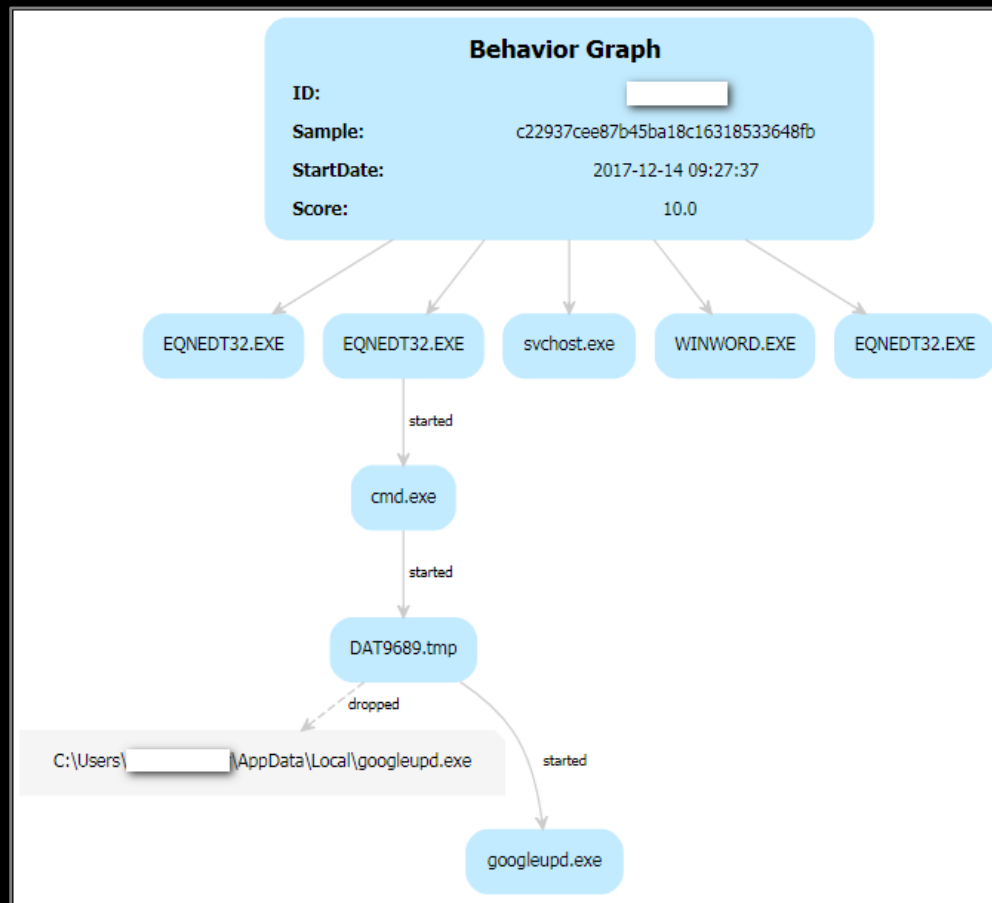 Behavior Graph
ID:
Sample: c22937cee87b45ba18c16318533648fb
StartDate: 2017-12-14 09:27:37
Score: 10.0
EQNEDT32.EXE EQNEDT32.EXE svchost.exe WINWORD.EXE EQNEDT32.EXE
started
cmd.exe
started
DAT9689.tmp
dropped
C:\Users\ \AppData\Local\googleupd.exe started
googleupd.exe